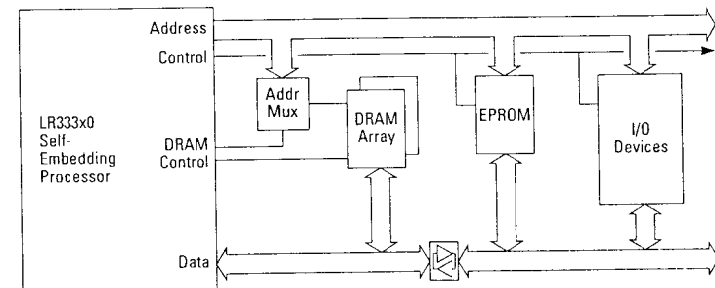 Address
Control
Addr
Mux
DRAM
Array
EPROM
I/O
Devices
LR333x0
Self-
Embedding
Processor
DRAM
Control
Data